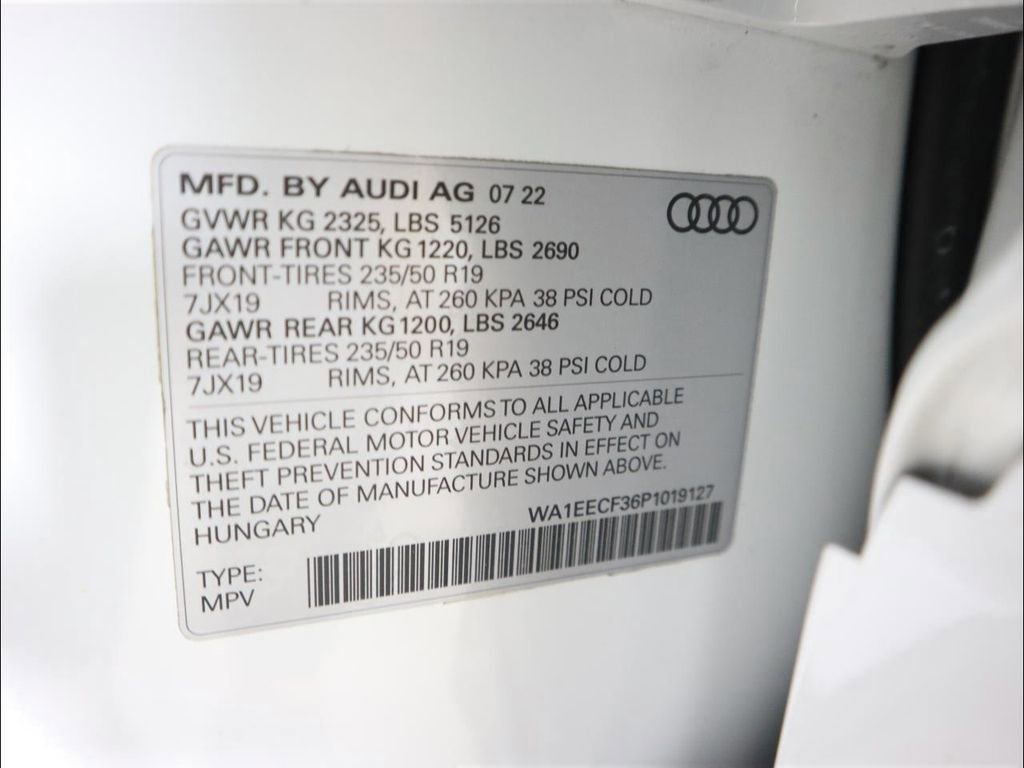 MFD. BY AUDI AG 07 22
GVWR KG 2325, LBS 5126
GAWR FRONT KG 1220, LBS 2690
FRONT-TIRES 235/50 R19
7JX19 RIMS, AT 260 KPA 38 PSI COLD
GAWR REAR KG 1200, LBS 2646
REAR-TIRES 235/50 R19
7JX19 RIMS, AT 260 KPA 38 PSI COLD
THIS VEHICLE CONFORMS TO ALL APPLICABLE
U.S. FEDERAL MOTOR VEHICLE SAFETY AND
THEFT PREVENTION STANDARDS IN EFFECT ON
THE DATE OF MANUFACTURE SHOWN ABOVE.
HUNGARY WA1EECF36P1019127
TYPE:
MPV